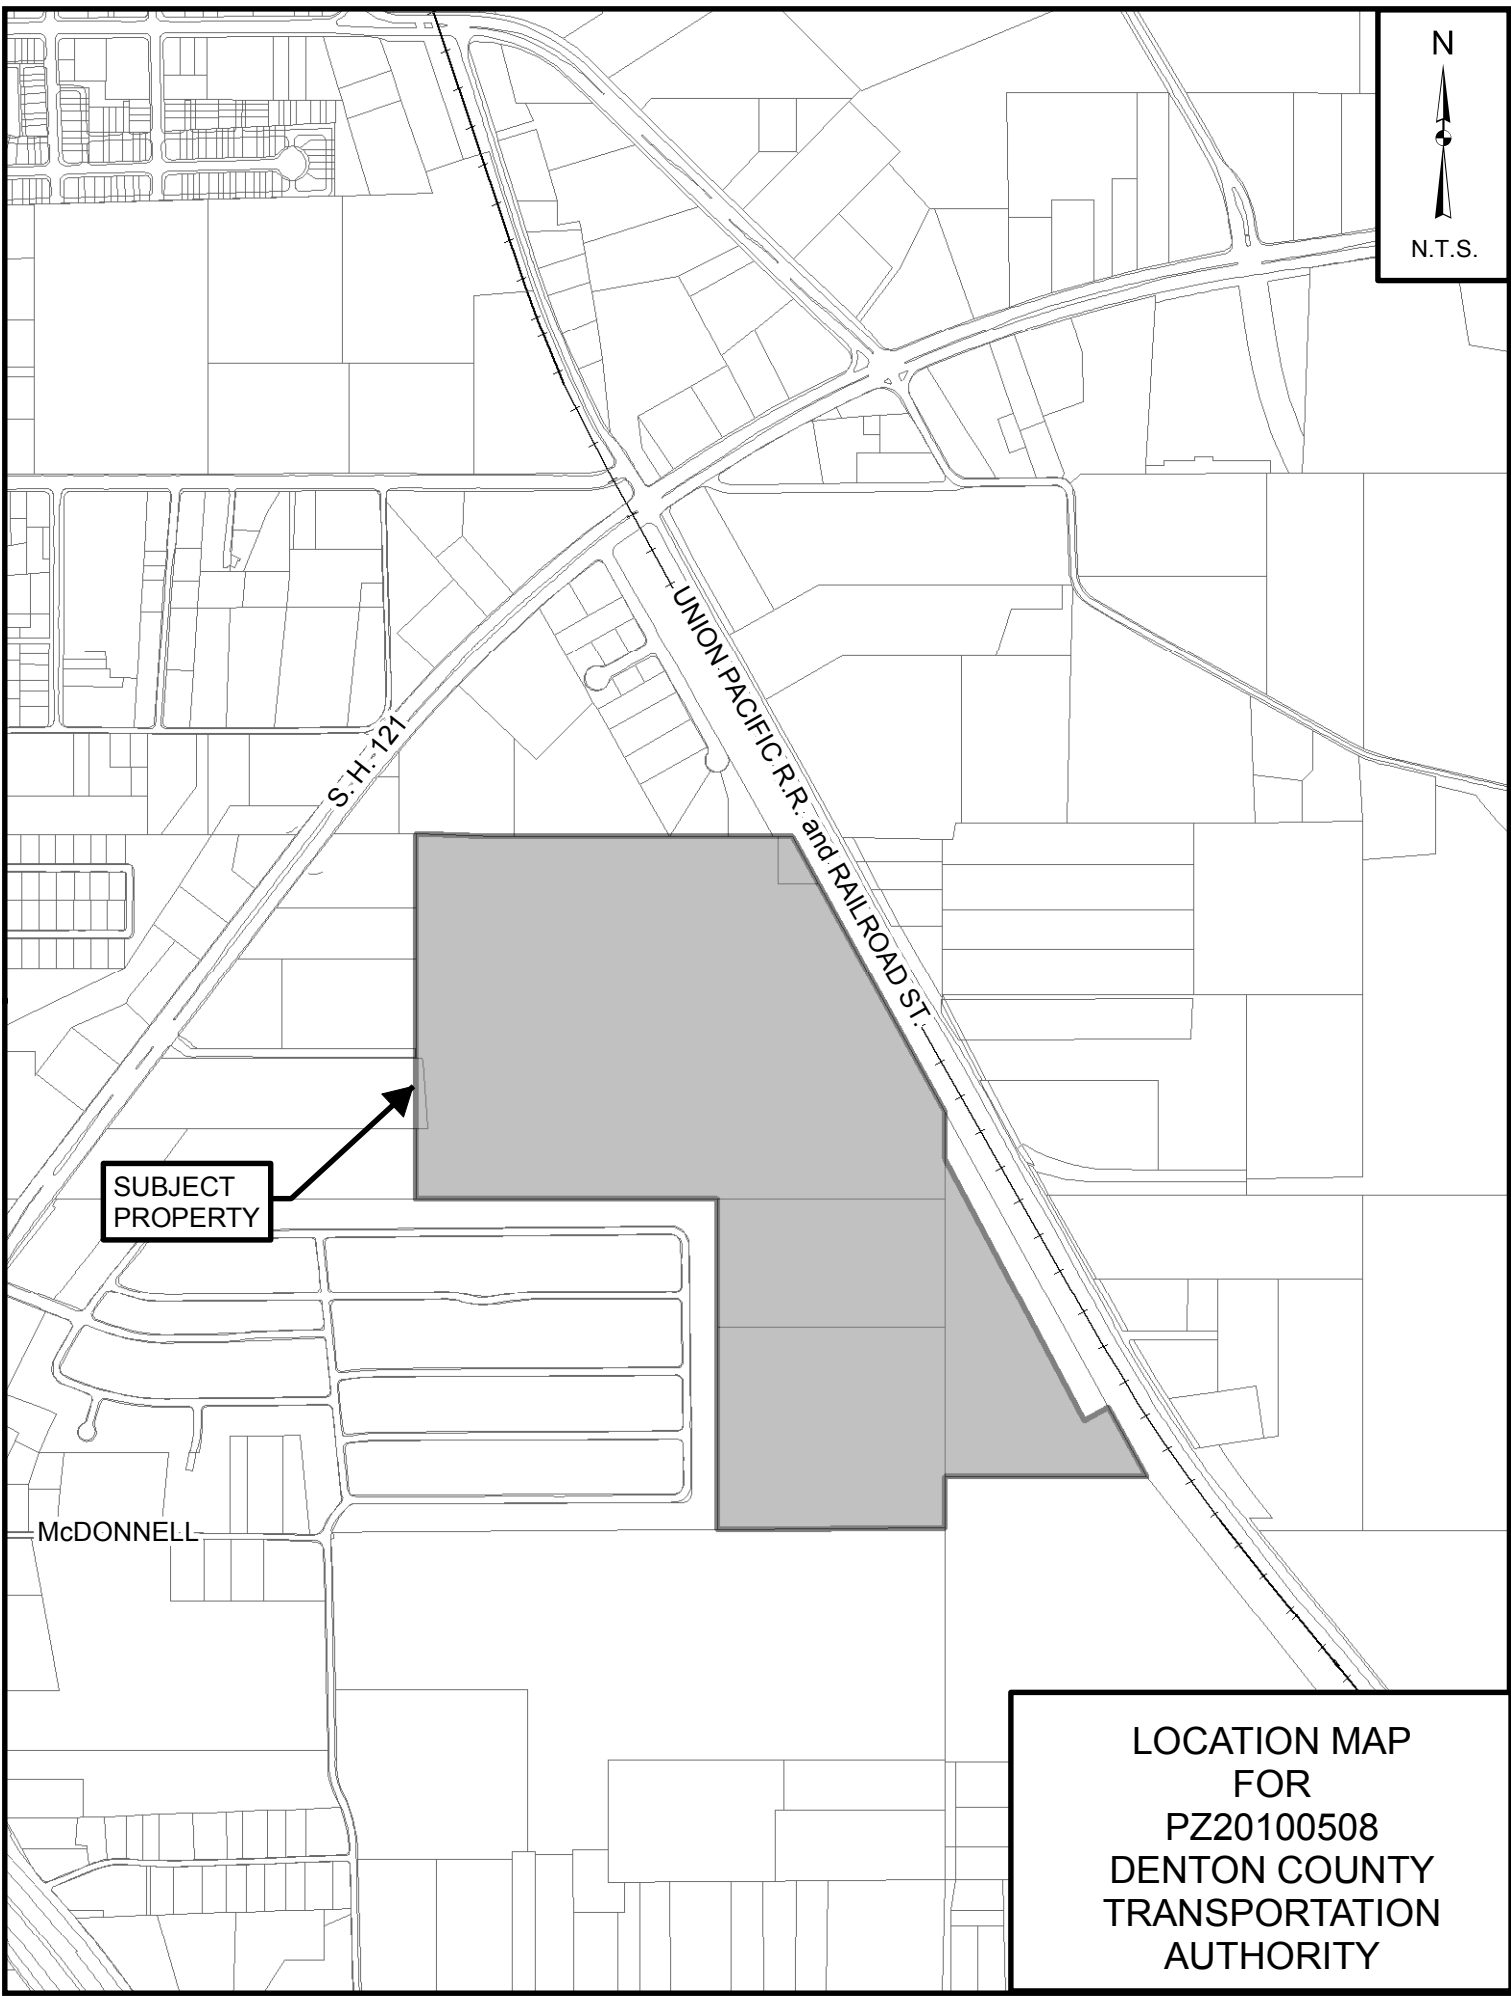 N
N.T.S.
UNION PACIFIC R.R. and RAILROAD ST.
S. H. 121
SUBJECT
PROPERTY
McDONNELL
LOCATION MAP
FOR
PZ20100508
DENTON COUNTY
TRANSPORTATION
AUTHORITY